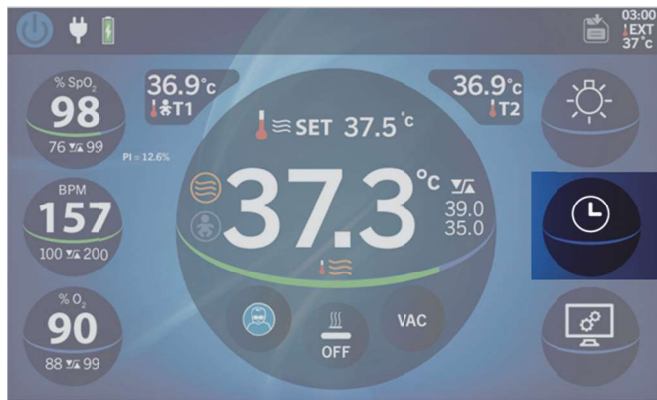 03:00
EXT
37°c
% SpO₂
98
76 99
PI = 12.6%
36.9°c
T1
36.9°c
T2
SET 37.5°c
37.3°c
39.0
35.0
BPM
157
100 200
% O₂
90
88 99
OFF
VAC